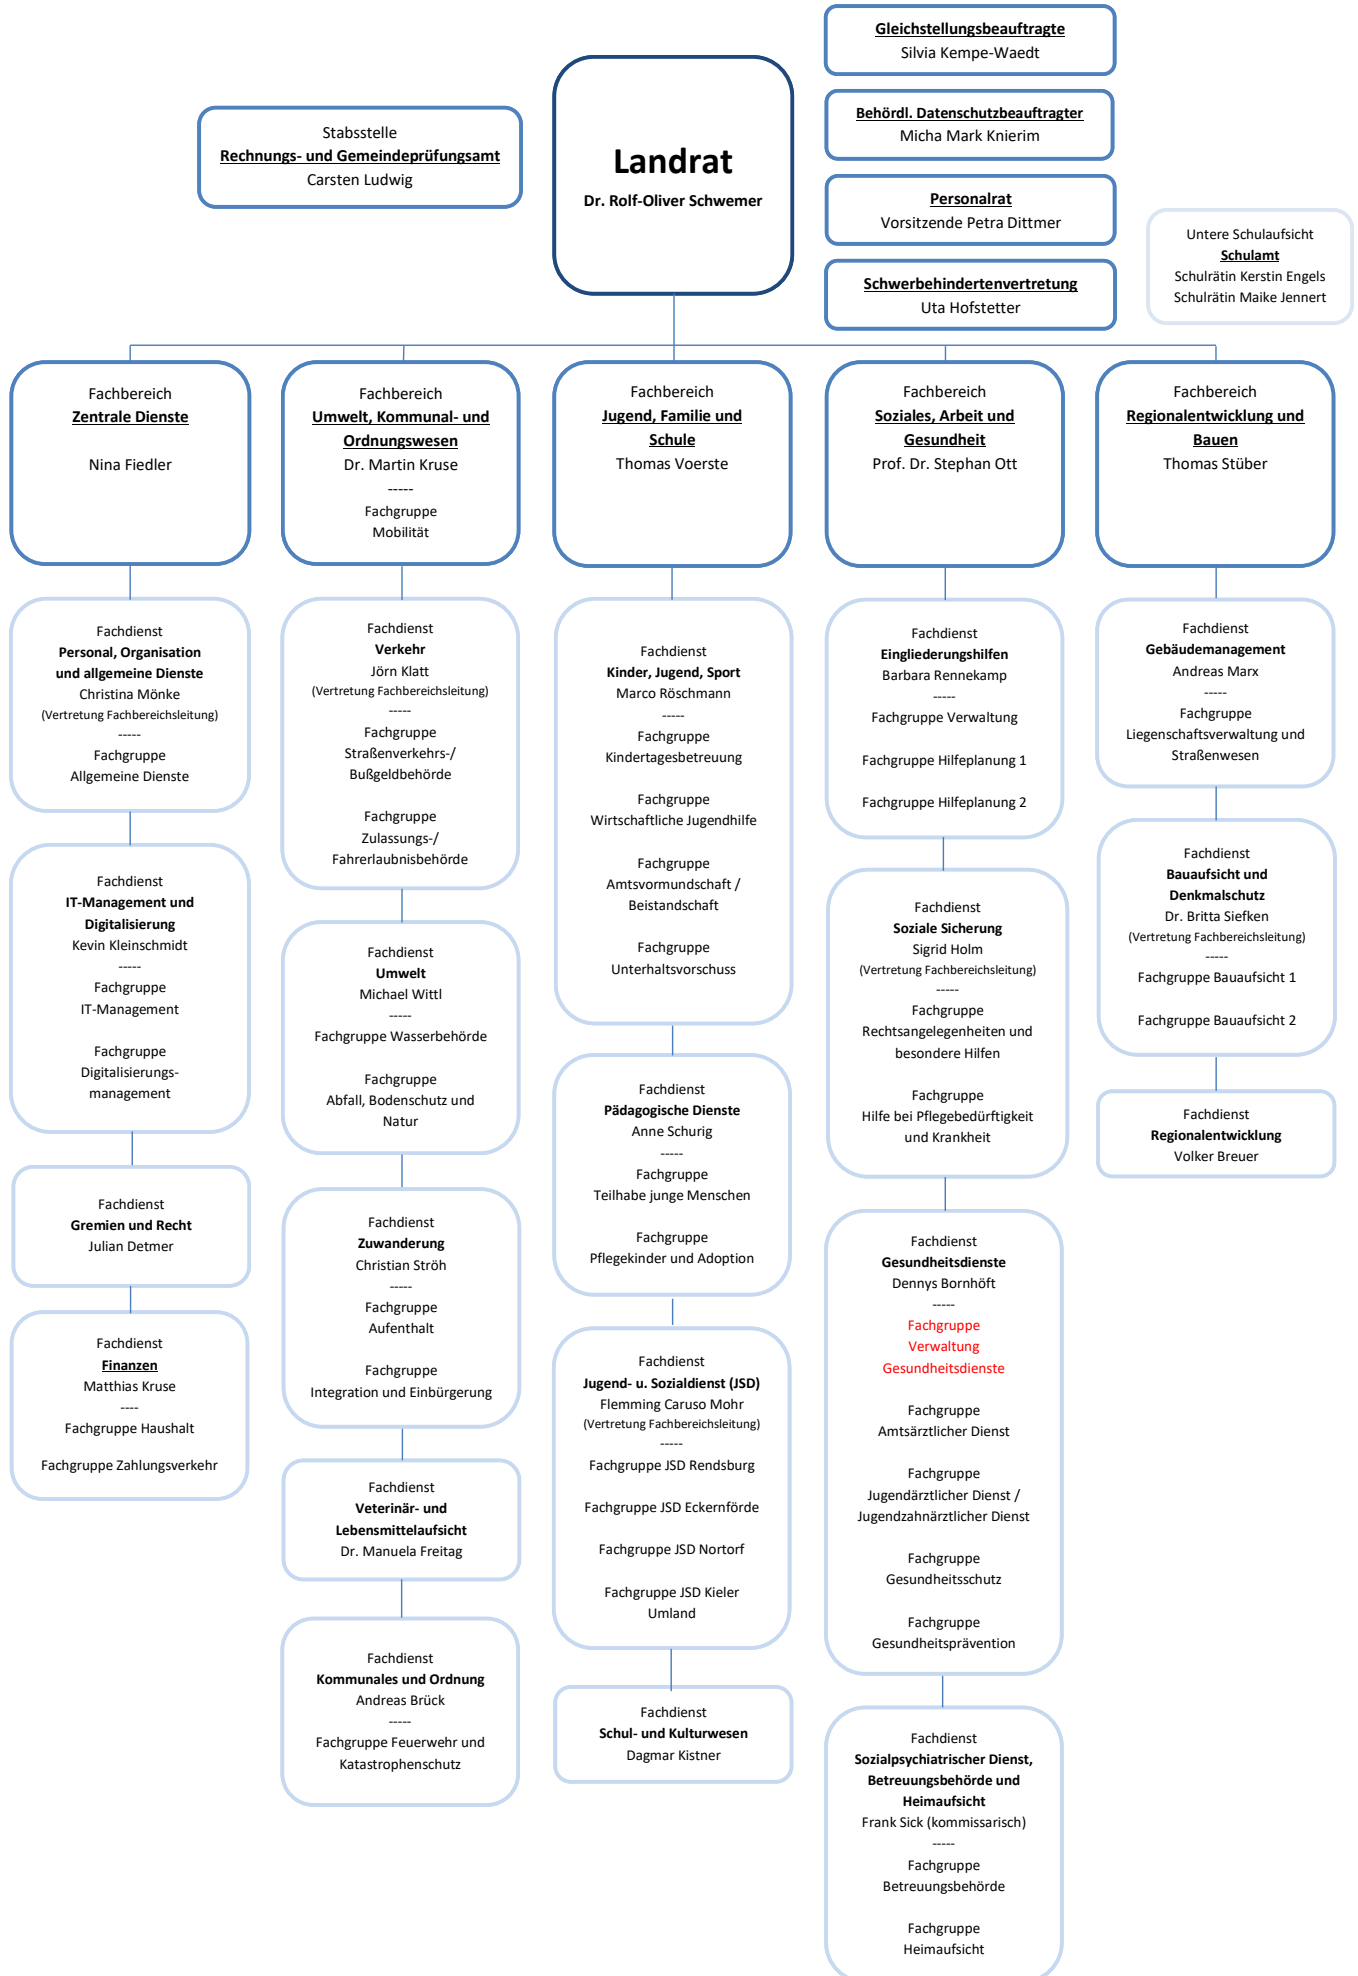 Gleichstellungsbeauftragte
Silvia Kempe-Waedt
Behördl. Datenschutzbeauftragter
Micha Mark Knierim
Personalrat
Vorsitzende Petra Dittmer
Schwerbehindertenvertretung
Uta Hofstetter
Stabsstelle
Rechnungs- und Gemeindeprüfungsamt
Carsten Ludwig
Landrat
Dr. Rolf-Oliver Schwemer
Untere Schulaufsicht
Schulamt
Schulrätin Kerstin Engels
Schulrätin Maike Jennert
Fachbereich
Zentrale Dienste
Nina Fiedler
Fachdienst
Personal, Organisation
und allgemeine Dienste
Christina Mönke
(Vertretung Fachbereichsleitung)
-----
Fachgruppe
Allgemeine Dienste
Fachdienst
IT-Management und
Digitalisierung
Kevin Kleinschmidt
-----
Fachgruppe
IT-Management
Fachgruppe
Digitalisierungs-
management
Fachdienst
Gremien und Recht
Julian Detmer
Fachdienst
Finanzen
Matthias Kruse
----
Fachgruppe Haushalt
Fachgruppe Zahlungsverkehr
Fachbereich
Umwelt, Kommunal- und
Ordnungswesen
Dr. Martin Kruse
-----
Fachgruppe
Mobilität
Fachdienst
Verkehr
Jörn Klatt
(Vertretung Fachbereichsleitung)
-----
Fachgruppe
Straßenverkehrs-/
Bußgeldbehörde
Fachgruppe
Zulassungs-/
Fahrerlaubnisbehörde
Fachdienst
Umwelt
Michael Wittl
-----
Fachgruppe Wasserbehörde
Fachgruppe
Abfall, Bodenschutz und
Natur
Fachdienst
Zuwanderung
Christian Ströh
-----
Fachgruppe
Aufenthalt
Fachgruppe
Integration und Einbürgerung
Fachdienst
Veterinär- und
Lebensmittelaufsicht
Dr. Manuela Freitag
Fachdienst
Kommunales und Ordnung
Andreas Brück
-----
Fachgruppe Feuerwehr und
Katastrophenschutz
Fachbereich
Jugend, Familie und
Schule
Thomas Voerste
Fachdienst
Kinder, Jugend, Sport
Marco Röschmann
-----
Fachgruppe
Kindertagesbetreuung
Fachgruppe
Wirtschaftliche Jugendhilfe
Fachgruppe
Amtsvormundschaft /
Beistandschaft
Fachgruppe
Unterhaltsvorschuss
Fachdienst
Pädagogische Dienste
Anne Schurig
-----
Fachgruppe
Teilhabe junge Menschen
Fachgruppe
Pflegekinder und Adoption
Fachdienst
Jugend- u. Sozialdienst (JSD)
Flemming Caruso Mohr
(Vertretung Fachbereichsleitung)
-----
Fachgruppe JSD Rendsburg
Fachgruppe JSD Eckernförde
Fachgruppe JSD Nortorf
Fachgruppe JSD Kieler
Umland
Fachdienst
Schul- und Kulturwesen
Dagmar Kistner
Fachbereich
Soziales, Arbeit und
Gesundheit
Prof. Dr. Stephan Ott
Fachdienst
Eingliederungshilfen
Barbara Rennekamp
-----
Fachgruppe Verwaltung
Fachgruppe Hilfeplanung 1
Fachgruppe Hilfeplanung 2
Fachdienst
Soziale Sicherung
Sigrid Holm
(Vertretung Fachbereichsleitung)
-----
Fachgruppe
Rechtsangelegenheiten und
besondere Hilfen
Fachgruppe
Hilfe bei Pflegebedürftigkeit
und Krankheit
Fachdienst
Gesundheitsdienste
Dennys Bornhöft
-----
Fachgruppe
Verwaltung
Gesundheitsdienste
Fachgruppe
Amtsärztlicher Dienst
Fachgruppe
Jugendärztlicher Dienst /
Jugendzahnärztlicher Dienst
Fachgruppe
Gesundheitsschutz
Fachgruppe
Gesundheitsprävention
Fachdienst
Sozialpsychiatrischer Dienst,
Betreuungsbehörde und
Heimaufsicht
Frank Sick (kommissarisch)
-----
Fachgruppe
Betreuungsbehörde
Fachgruppe
Heimaufsicht
Fachbereich
Regionalentwicklung und
Bauen
Thomas Stüber
Fachdienst
Gebäudemanagement
Andreas Marx
-----
Fachgruppe
Liegenschaftsverwaltung und
Straßenwesen
Fachdienst
Bauaufsicht und
Denkmalschutz
Dr. Britta Siefken
(Vertretung Fachbereichsleitung)
-----
Fachgruppe Bauaufsicht 1
Fachgruppe Bauaufsicht 2
Fachdienst
Regionalentwicklung
Volker Breuer